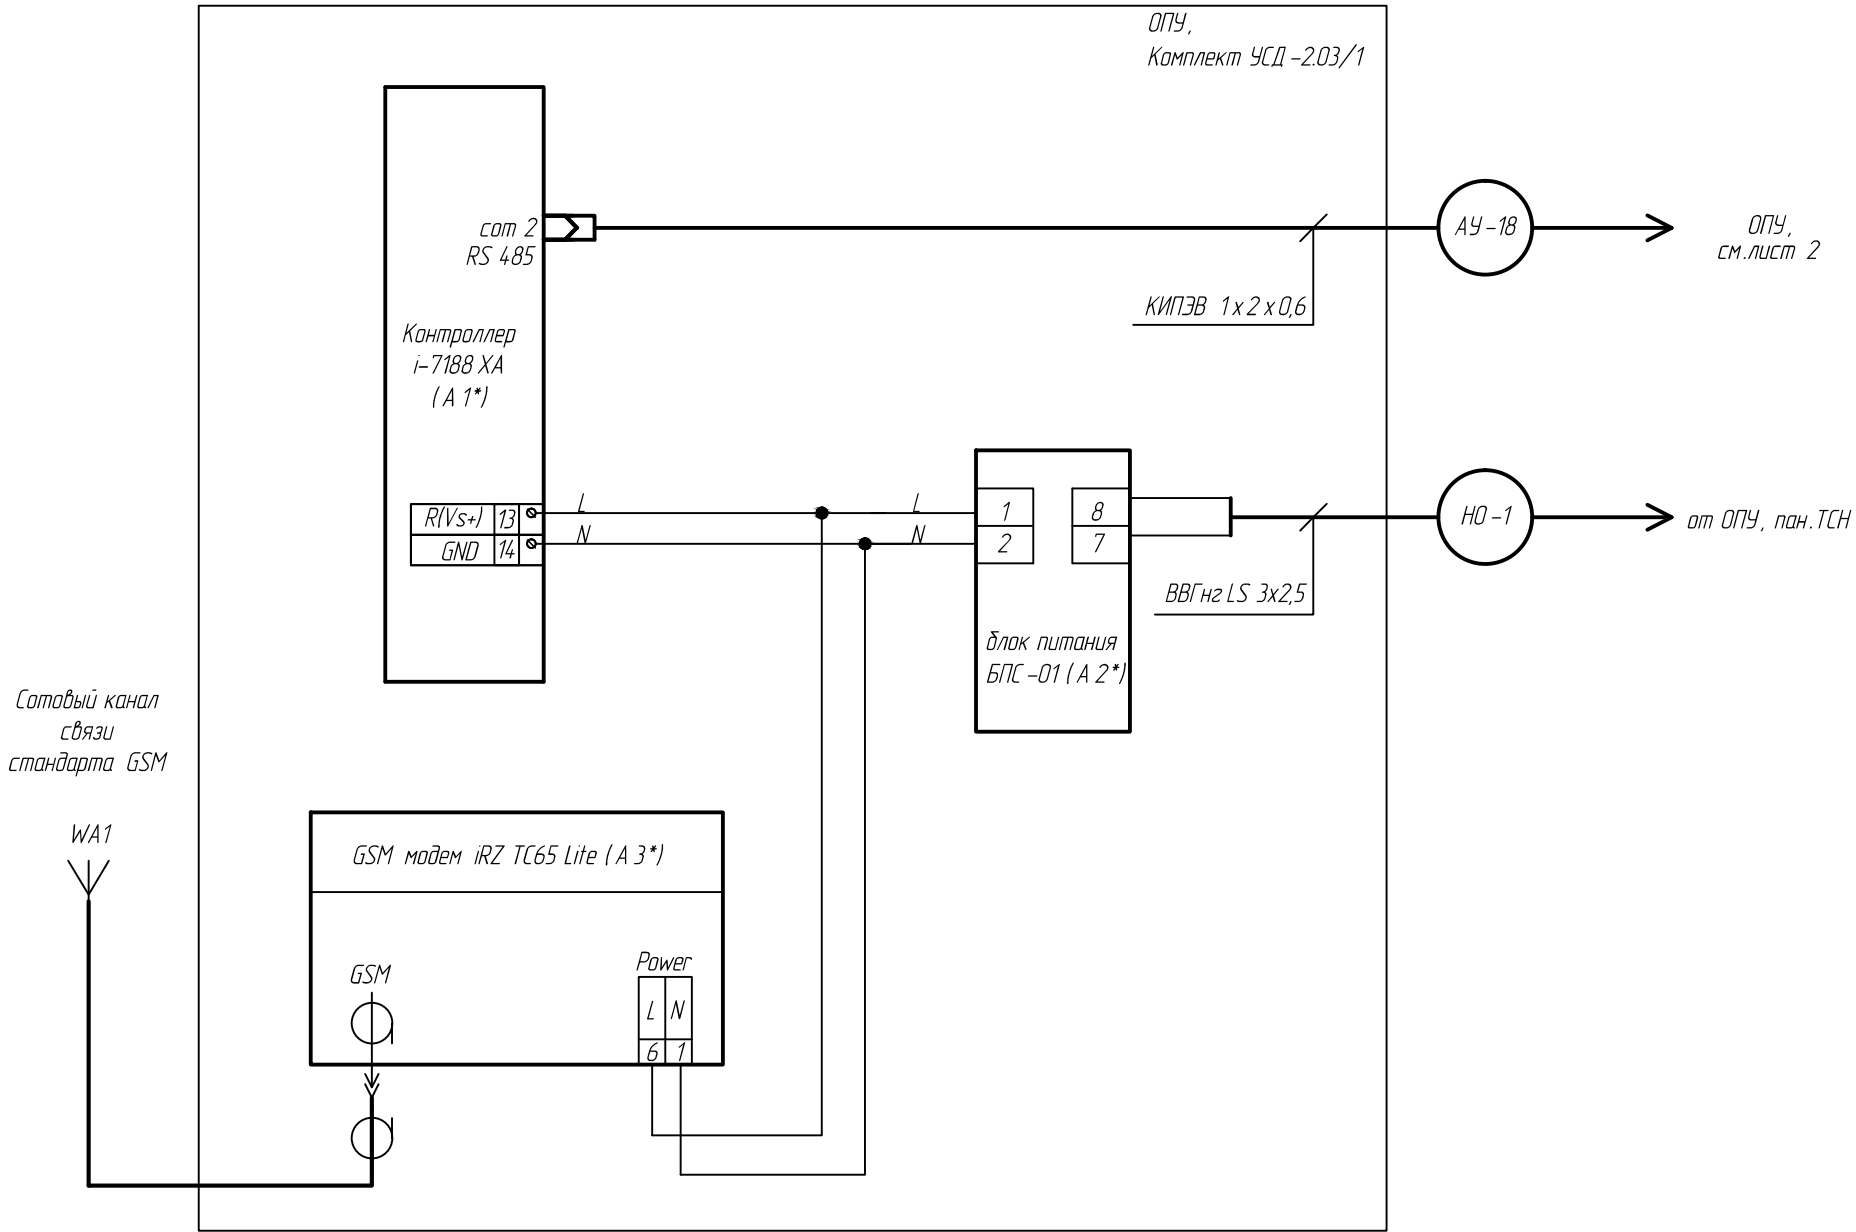 ОПУ,
Комплект УСД-2.03/1
com 2
RS 485
АУ-18
ОПУ,
см.лист 2
КИПЭВ 1x2x0,6
Контроллер
i-7188 XA
(А 1*)
R(Vs+) 13
GND 14
L
N
L
N
1
2
8
7
НО-1
от ОПУ, пан.ТСН
ВВГнг LS 3x2,5
блок питания
БПС-01 (А 2*)
Сотовый канал
связи
стандарта GSM
WA1
GSM модем iRZ TC65 Lite (А 3*)
GSM
Power
L N
6 1